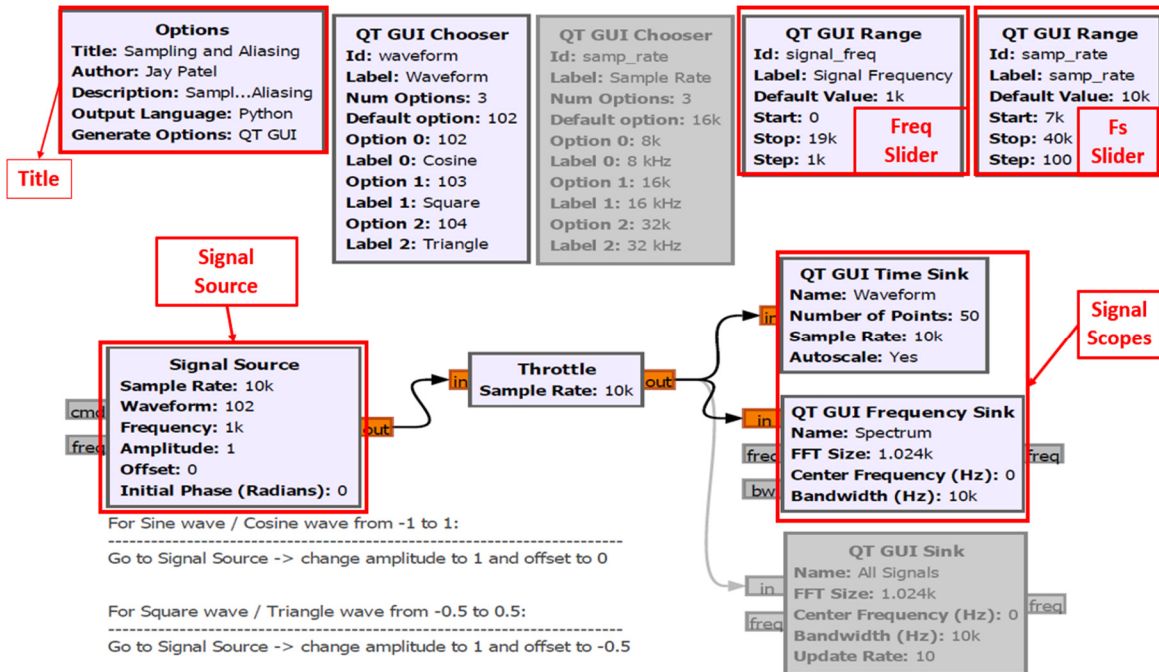 Options
Title: Sampling and Aliasing
Author: Jay Patel
Description: Sampl...Aliasing
Output Language: Python
Generate Options: QT GUI
Title
QT GUI Chooser
Id: waveform
Label: Waveform
Num Options: 3
Default option: 102
Option 0: 102
Label 0: Cosine
Option 1: 103
Label 1: Square
Option 2: 104
Label 2: Triangle
QT GUI Chooser
Id: samp_rate
Label: Sample Rate
Num Options: 3
Default option: 16k
Option 0: 8k
Label 0: 8 kHz
Option 1: 16k
Label 1: 16 kHz
Option 2: 32k
Label 2: 32 kHz
QT GUI Range
Id: signal_freq
Label: Signal Frequency
Default Value: 1k
Start: 0
Stop: 19k
Step: 1k
Freq
Slider
QT GUI Range
Id: samp_rate
Label: samp_rate
Default Value: 10k
Start: 7k
Stop: 40k
Step: 100
Fs
Slider
Signal
Source
Signal Source
Sample Rate: 10k
Waveform: 102
Frequency: 1k
Amplitude: 1
Offset: 0
Initial Phase (Radians): 0
cmd
freq
out
in
Throttle
Sample Rate: 10k
out
in
QT GUI Time Sink
Name: Waveform
Number of Points: 50
Sample Rate: 10k
Autoscale: Yes
Signal
Scopes
in
freq
bw
QT GUI Frequency Sink
Name: Spectrum
FFT Size: 1.024k
Center Frequency (Hz): 0
Bandwidth (Hz): 10k
freq
in
freq
QT GUI Sink
Name: All Signals
FFT Size: 1.024k
Center Frequency (Hz): 0
Bandwidth (Hz): 10k
Update Rate: 10
freq
For Sine wave / Cosine wave from -1 to 1:
--------------------------------------------------------------------------------
Go to Signal Source -> change amplitude to 1 and offset to 0
For Square wave / Triangle wave from -0.5 to 0.5:
--------------------------------------------------------------------------------
Go to Signal Source -> change amplitude to 1 and offset to -0.5